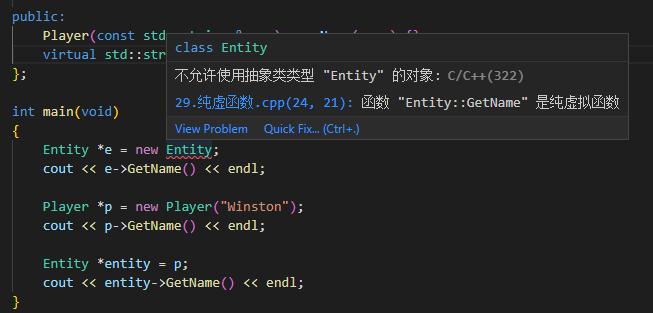 public:
    Player(const std
    virtual std::str
};
class Entity
不允许使用抽象类类型 "Entity" 的对象: C/C++(322)
29.纯虚函数.cpp(24, 21): 函数 "Entity::GetName" 是纯虚拟函数
View Problem    Quick Fix... (Ctrl+.)
int main(void)
{
    Entity *e = new Entity;
    cout << e->GetName() << endl;
    Player *p = new Player("Winston");
    cout << p->GetName() << endl;
    Entity *entity = p;
    cout << entity->GetName() << endl;
}